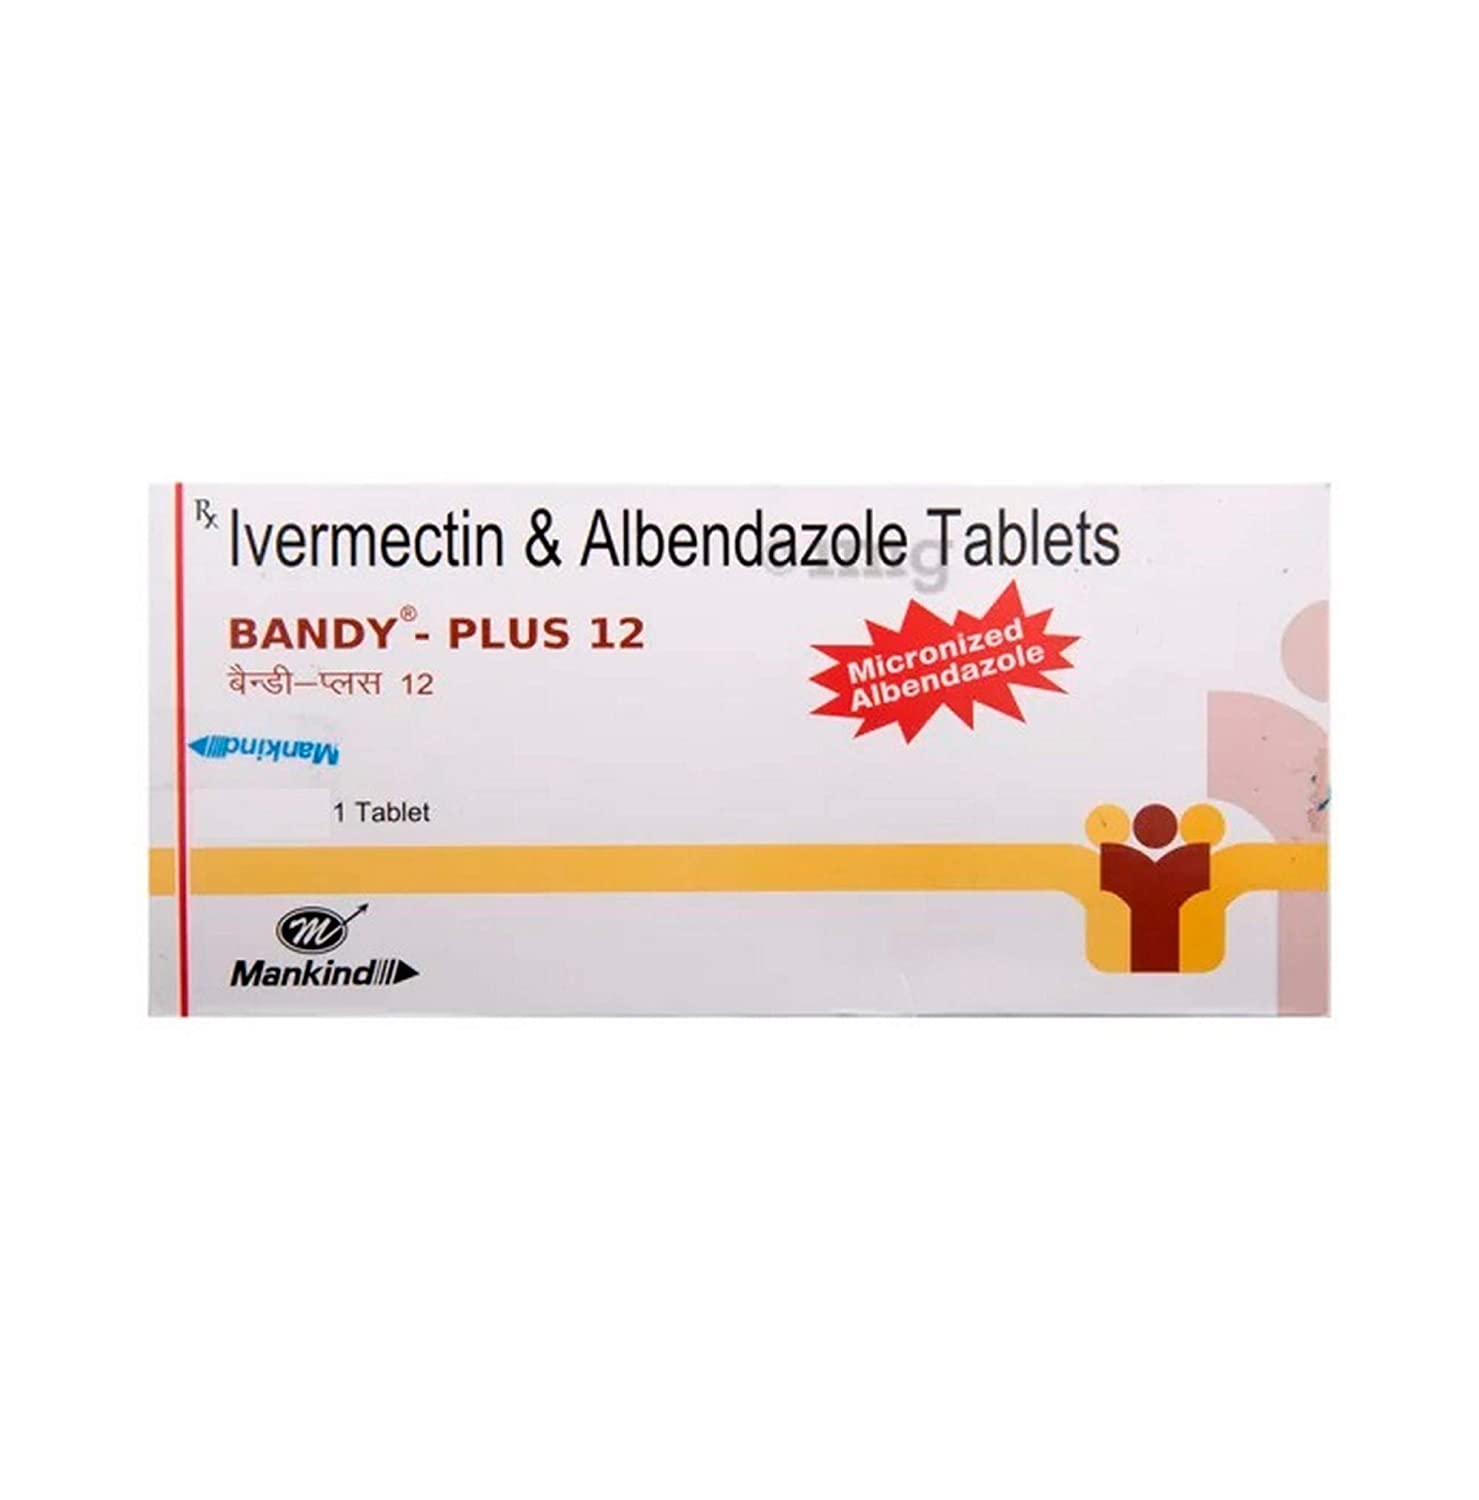 Rx Ivermectin & Albendazole Tablets
BANDY®- PLUS 12
बैन्डी–प्लस 12
Micronized
Albendazole
Mankind
1 Tablet
m
Mankind